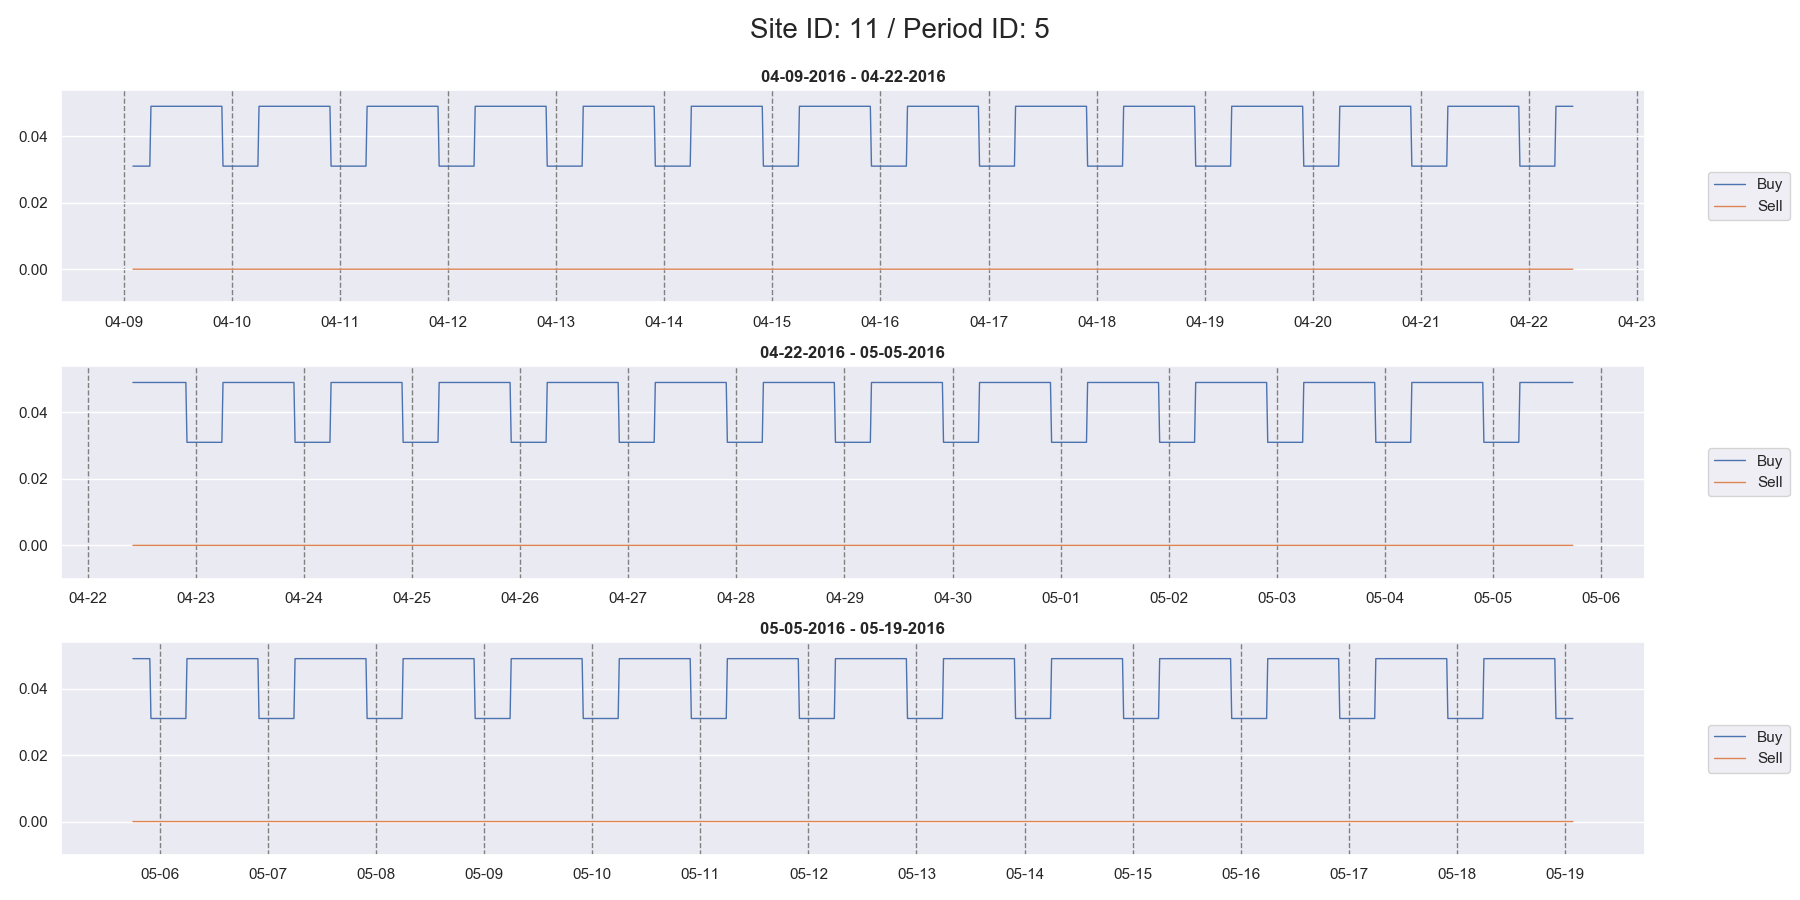 Site ID: 11 / Period ID: 5
04-09-2016 - 04-22-2016
0.04
0.02
0.00
04-09 04-10 04-11 04-12 04-13 04-14 04-15 04-16 04-17 04-18 04-19 04-20 04-21 04-22 04-23
Buy
Sell
04-22-2016 - 05-05-2016
0.04
0.02
0.00
04-22 04-23 04-24 04-25 04-26 04-27 04-28 04-29 04-30 05-01 05-02 05-03 05-04 05-05 05-06
Buy
Sell
05-05-2016 - 05-19-2016
0.04
0.02
0.00
05-06 05-07 05-08 05-09 05-10 05-11 05-12 05-13 05-14 05-15 05-16 05-17 05-18 05-19
Buy
Sell